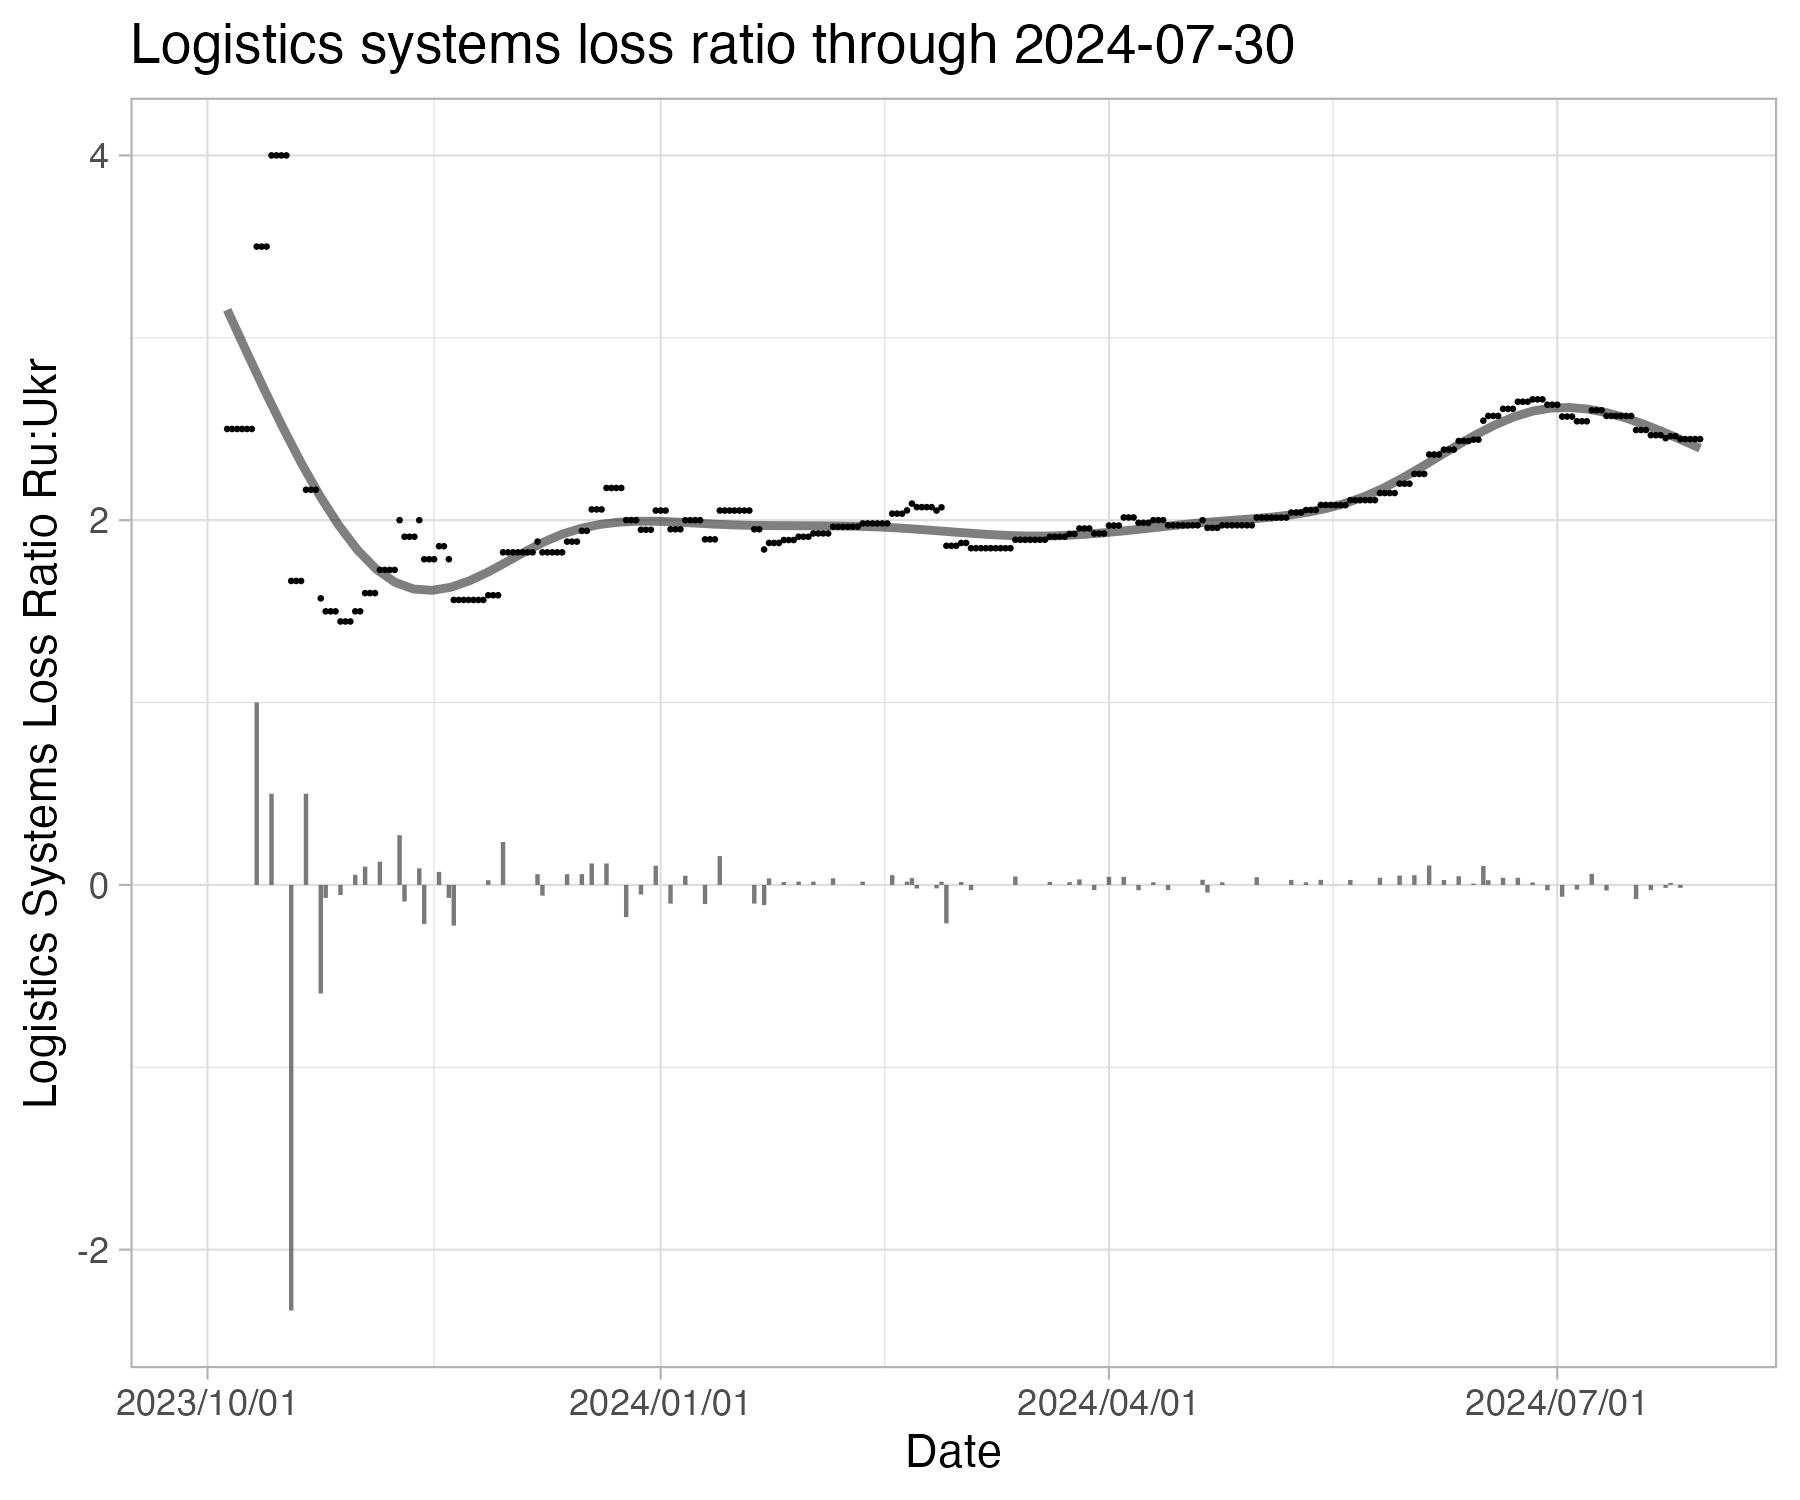 Logistics systems loss ratio through 2024-07-30
Logistics Systems Loss Ratio Ru:Ukr
4
2
0
-2
2023/10/01
2024/01/01
2024/04/01
2024/07/01
Date